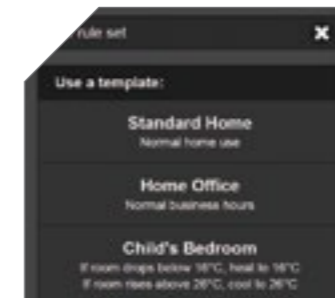 rule set
Use a template:
Standard Home
Normal home use
Home Office
Normal business hours
Child's Bedroom
If room drops below 16°C, heat to 16°C
If room rises above 26°C, cool to 26°C